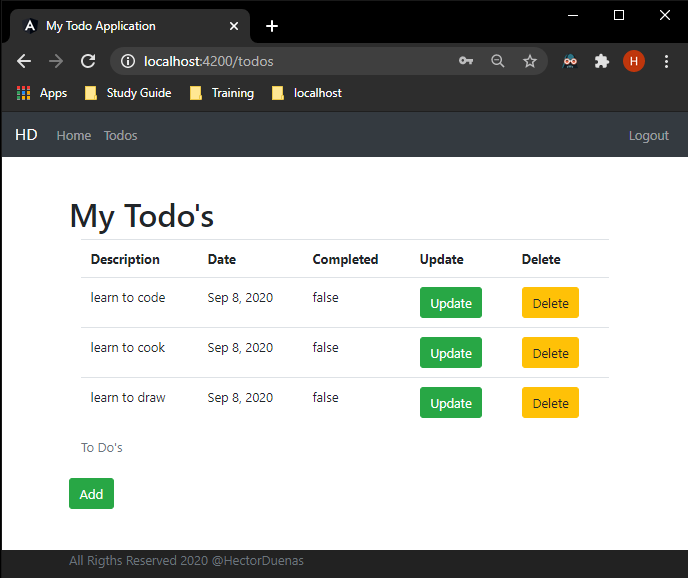 My Todo Application
localhost:4200/todos
H
Apps Study Guide Training localhost
HD Home Todos Logout
My Todo's
Description Date Completed Update Delete
learn to code Sep 8, 2020 false Update Delete
learn to cook Sep 8, 2020 false Update Delete
learn to draw Sep 8, 2020 false Update Delete
To Do's
Add
All Rigths Reserved 2020 @HectorDuenas